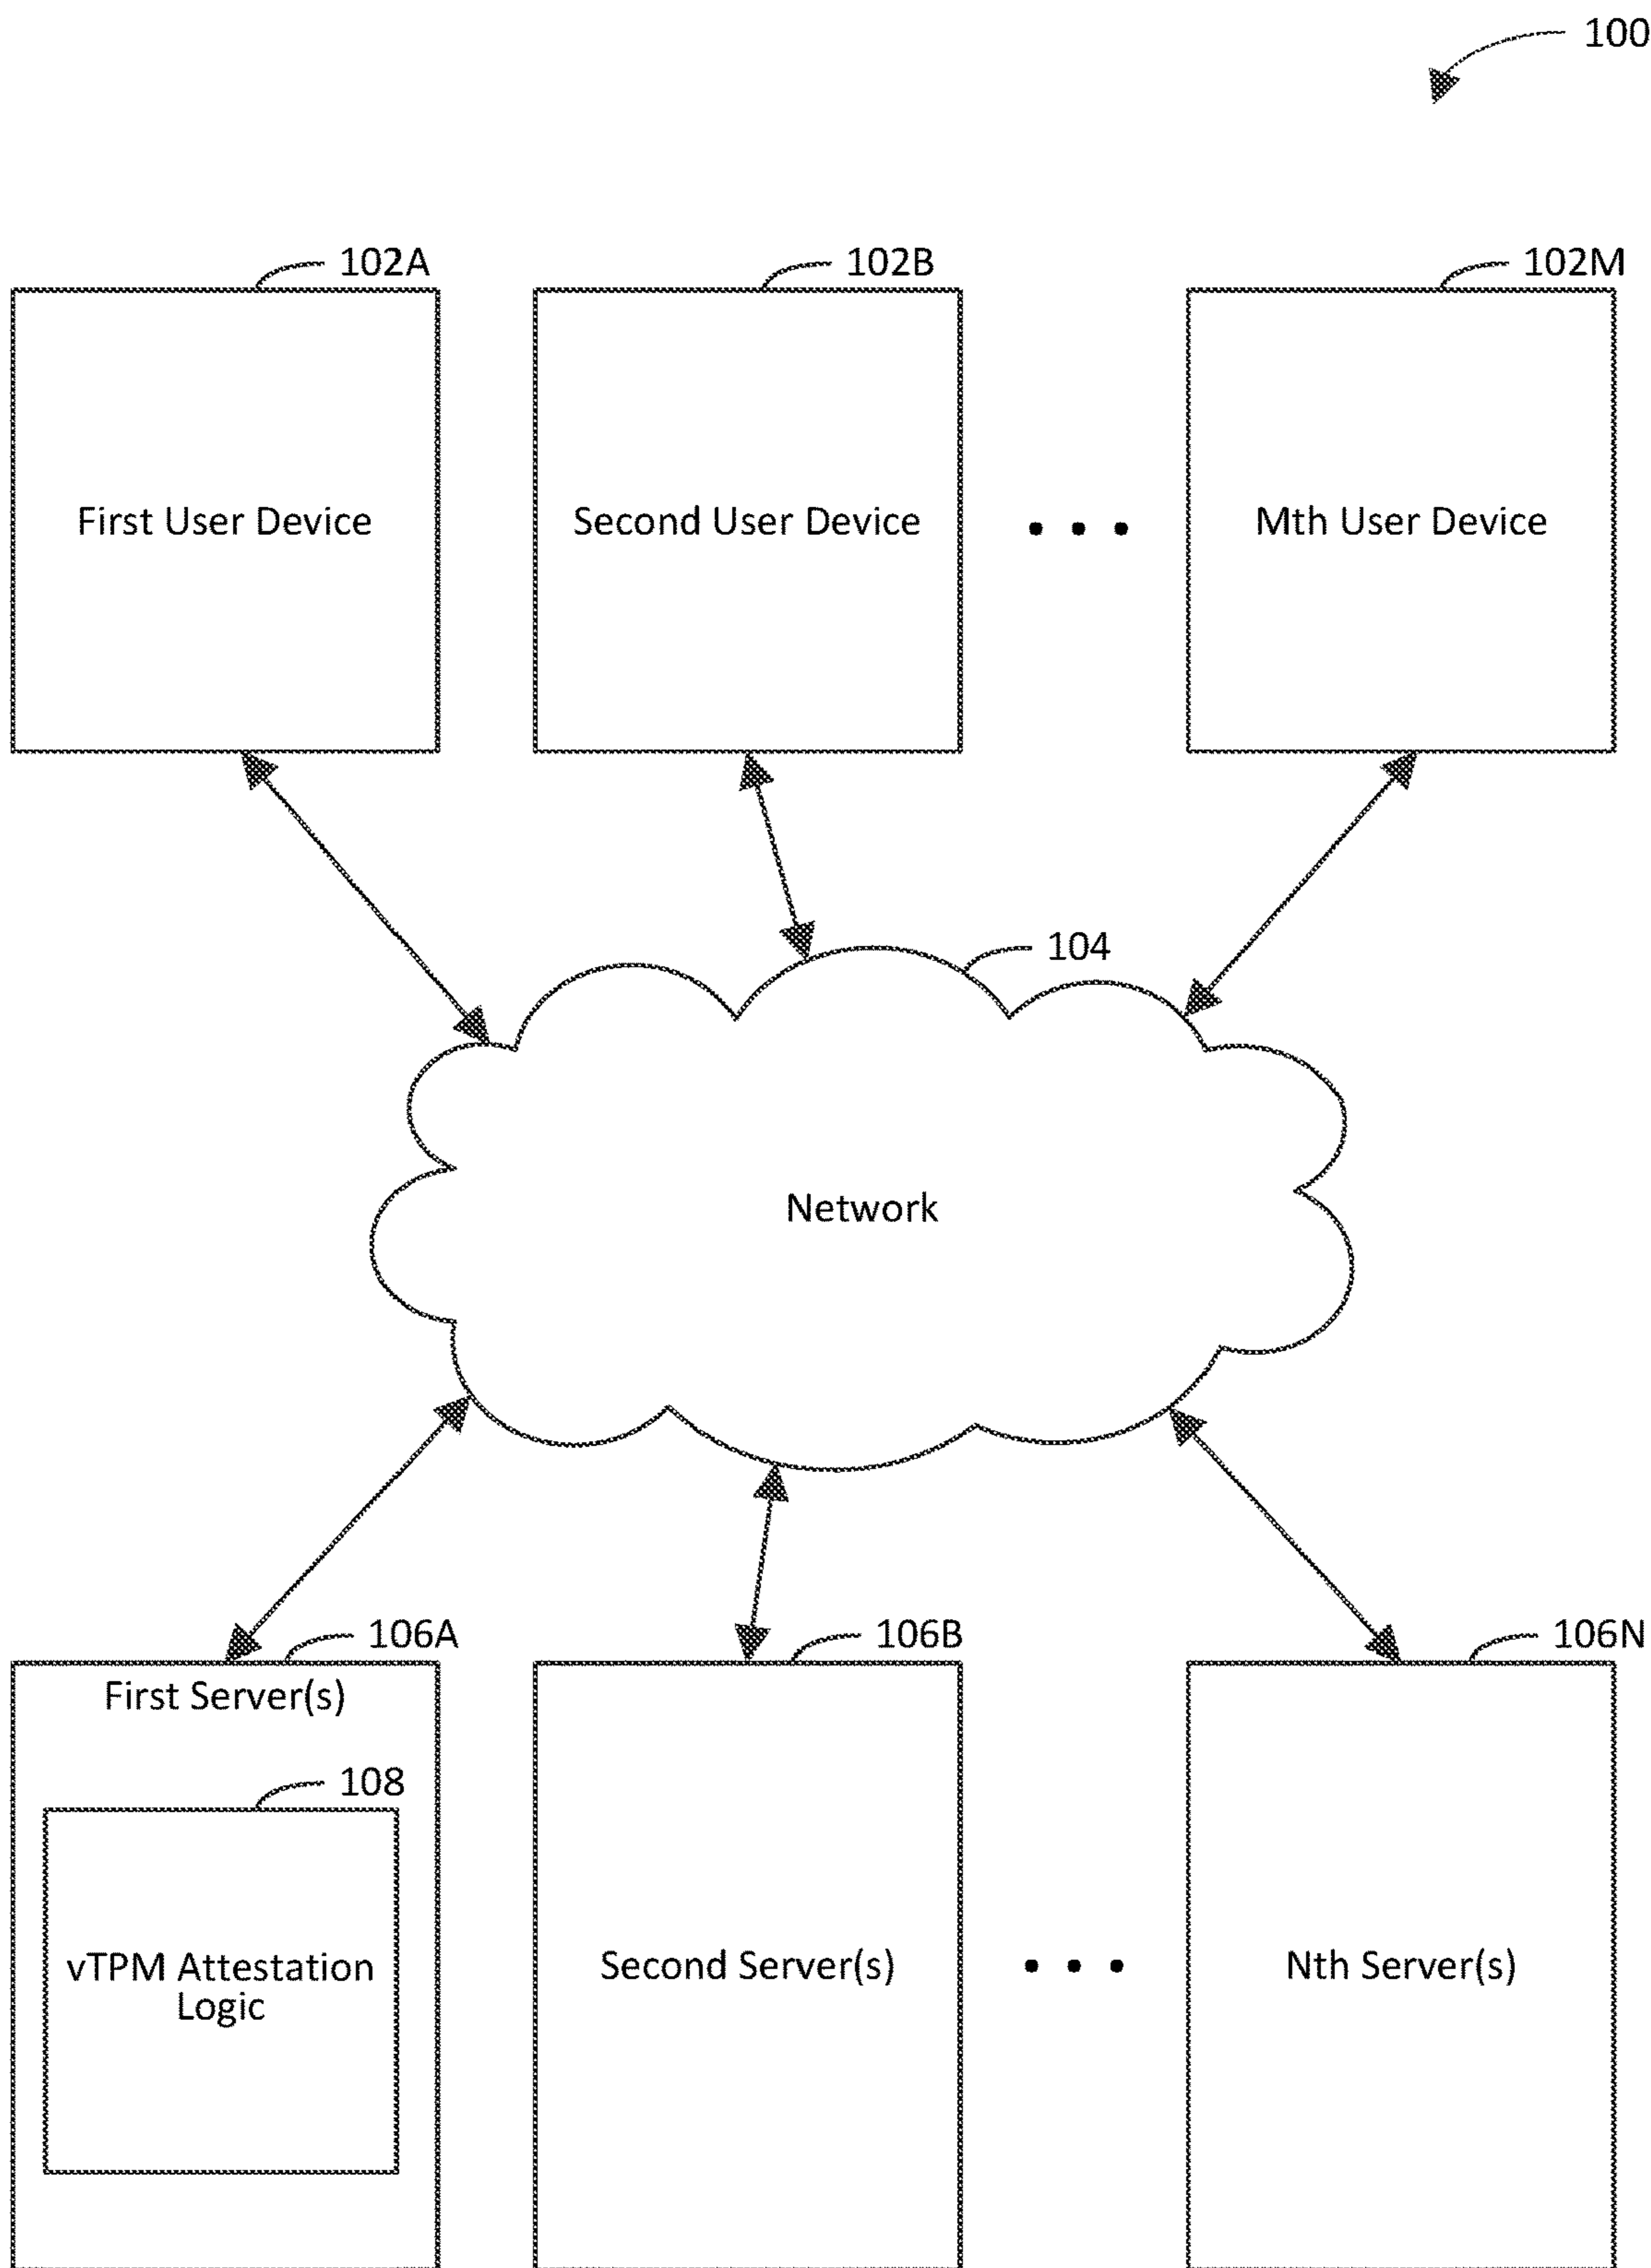 100
102A
102B
102M
First User Device
Second User Device
Mth User Device
104
Network
106A
106B
106N
First Server(s)
108
vTPM Attestation
Logic
Second Server(s)
Nth Server(s)